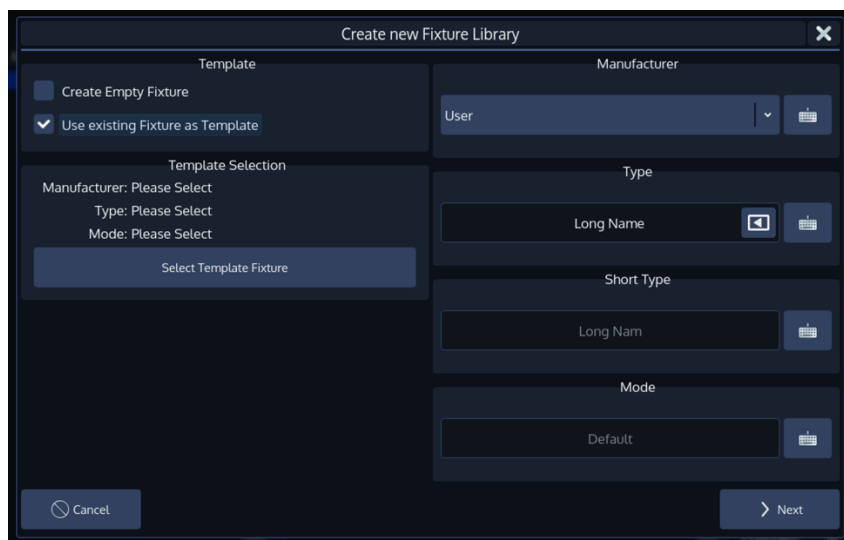 Create new Fixture Library
Template
Create Empty Fixture
Use existing Fixture as Template
Template Selection
Manufacturer: Please Select
Type: Please Select
Mode: Please Select
Select Template Fixture
Manufacturer
User
Type
Long Name
Short Type
Long Nam
Mode
Default
Cancel
Next